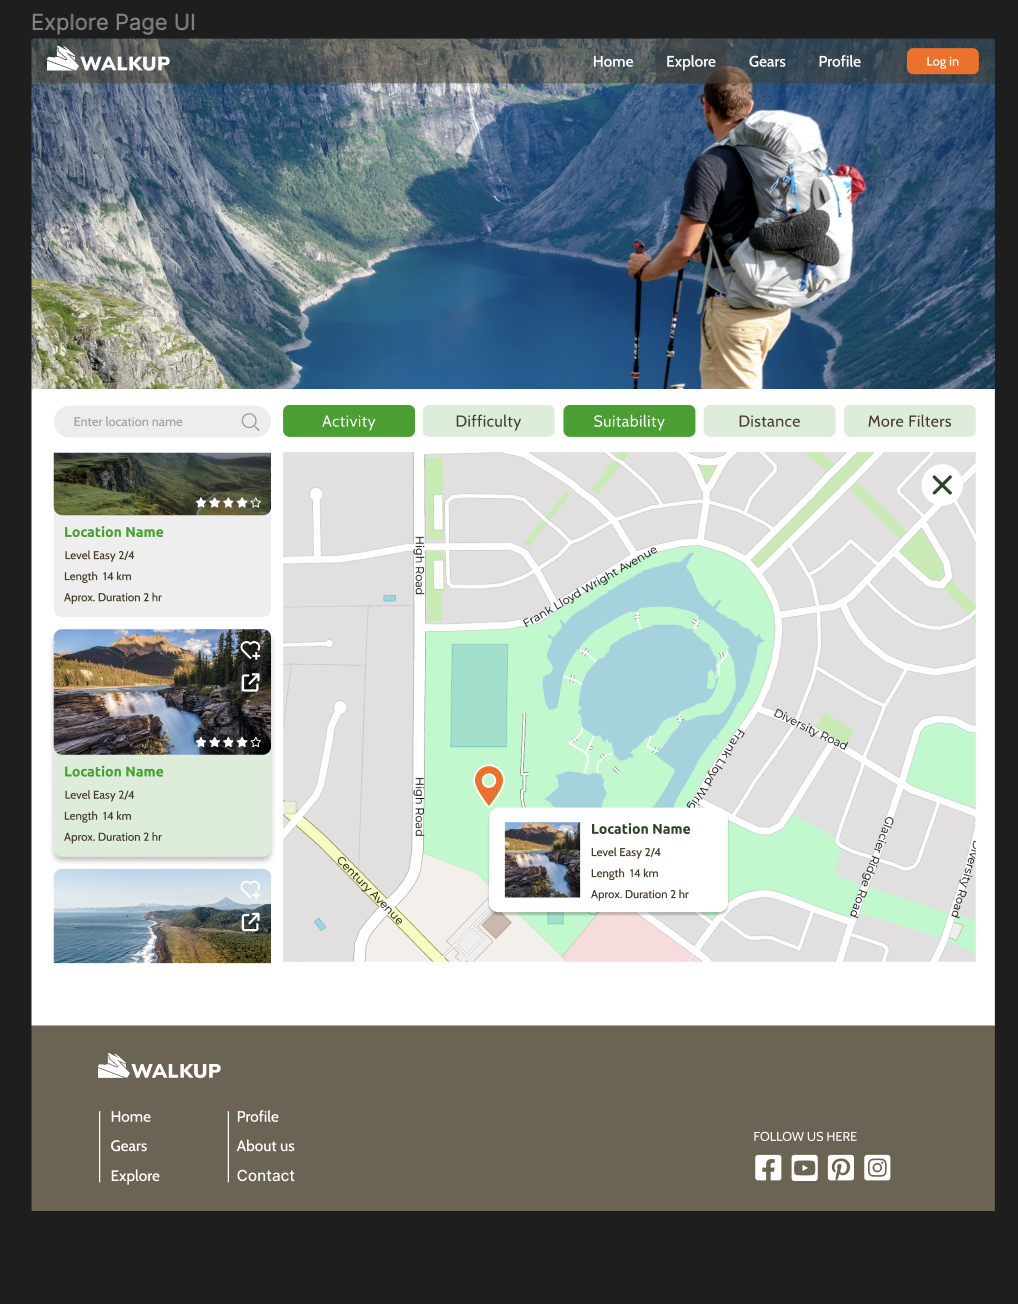 Explore Page UI
WALKUP
Home
Explore
Gears
Profile
Log in
Enter location name
Activity
Difficulty
Suitability
Distance
More Filters
Location Name
Level Easy 2/4
Length 14 km
Aprox. Duration 2 hr
Location Name
Level Easy 2/4
Length 14 km
Aprox. Duration 2 hr
High Road
Frank Lloyd Wright Avenue
Diversity Road
Frank Lloyd Wrig
High Road
Century Avenue
Glacier Ridge Road
Diversity Road
Location Name
Level Easy 2/4
Length 14 km
Aprox. Duration 2 hr
WALKUP
Home
Gears
Explore
Profile
About us
Contact
FOLLOW US HERE